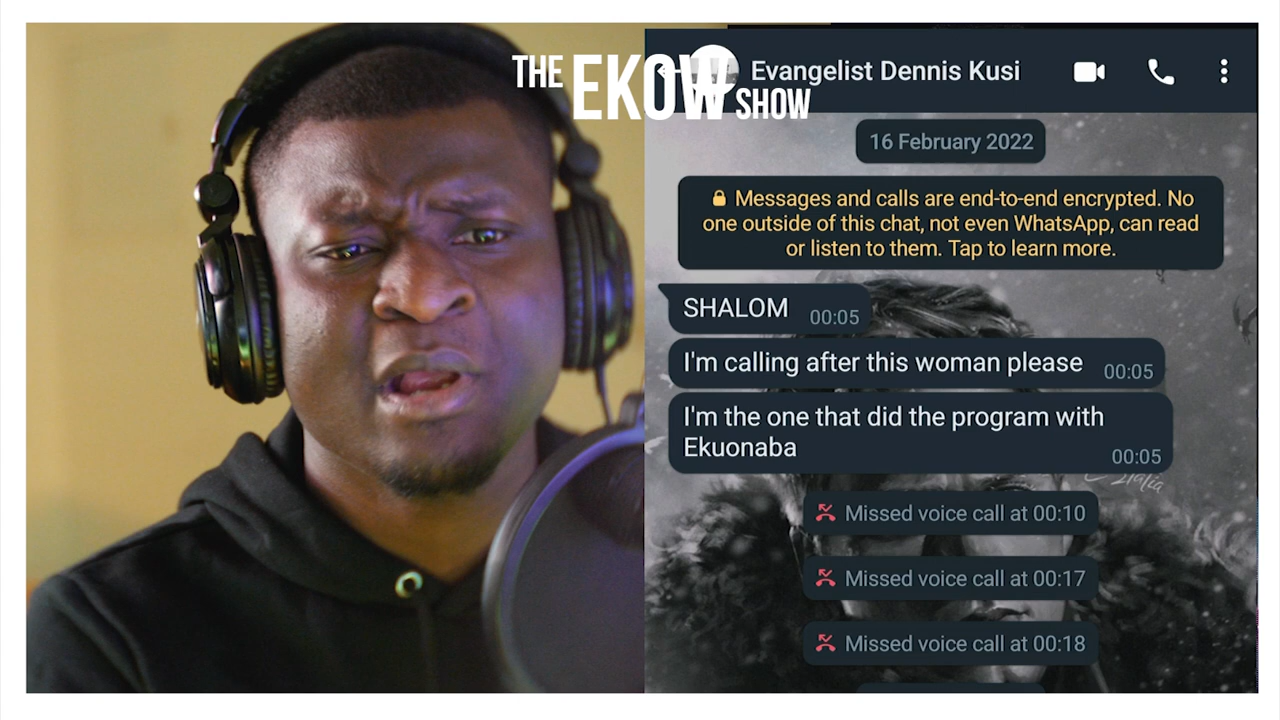 THE EKOW SHOW
Evangelist Dennis Kusi
16 February 2022
Messages and calls are end-to-end encrypted. No
one outside of this chat, not even WhatsApp, can read
or listen to them. Tap to learn more.
SHALOM 00:05
I'm calling after this woman please 00:05
I'm the one that did the program with
Ekuonaba 00:05
Missed voice call at 00:10
Missed voice call at 00:17
Missed voice call at 00:18